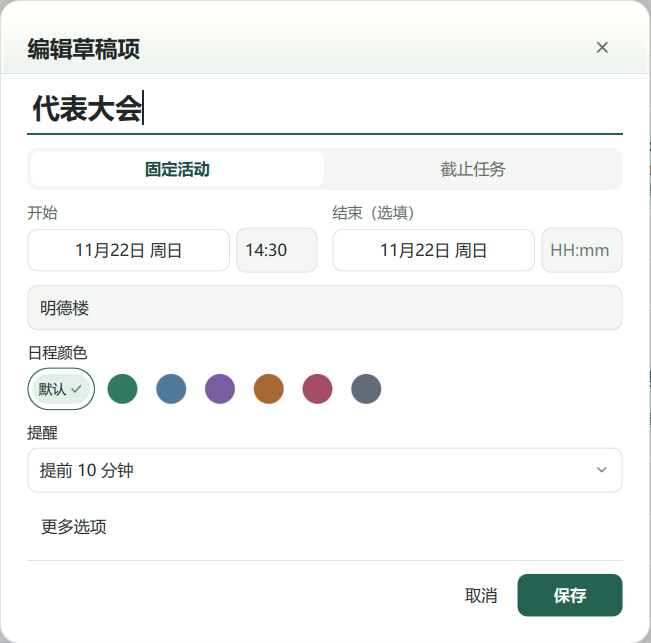 编辑草稿项
代表大会
固定活动 截止任务
开始 结束（选填）
11月22日 周日 14:30 11月22日 周日 HH:mm
明德楼
日程颜色
默认
提醒
提前 10 分钟
更多选项
取消 保存